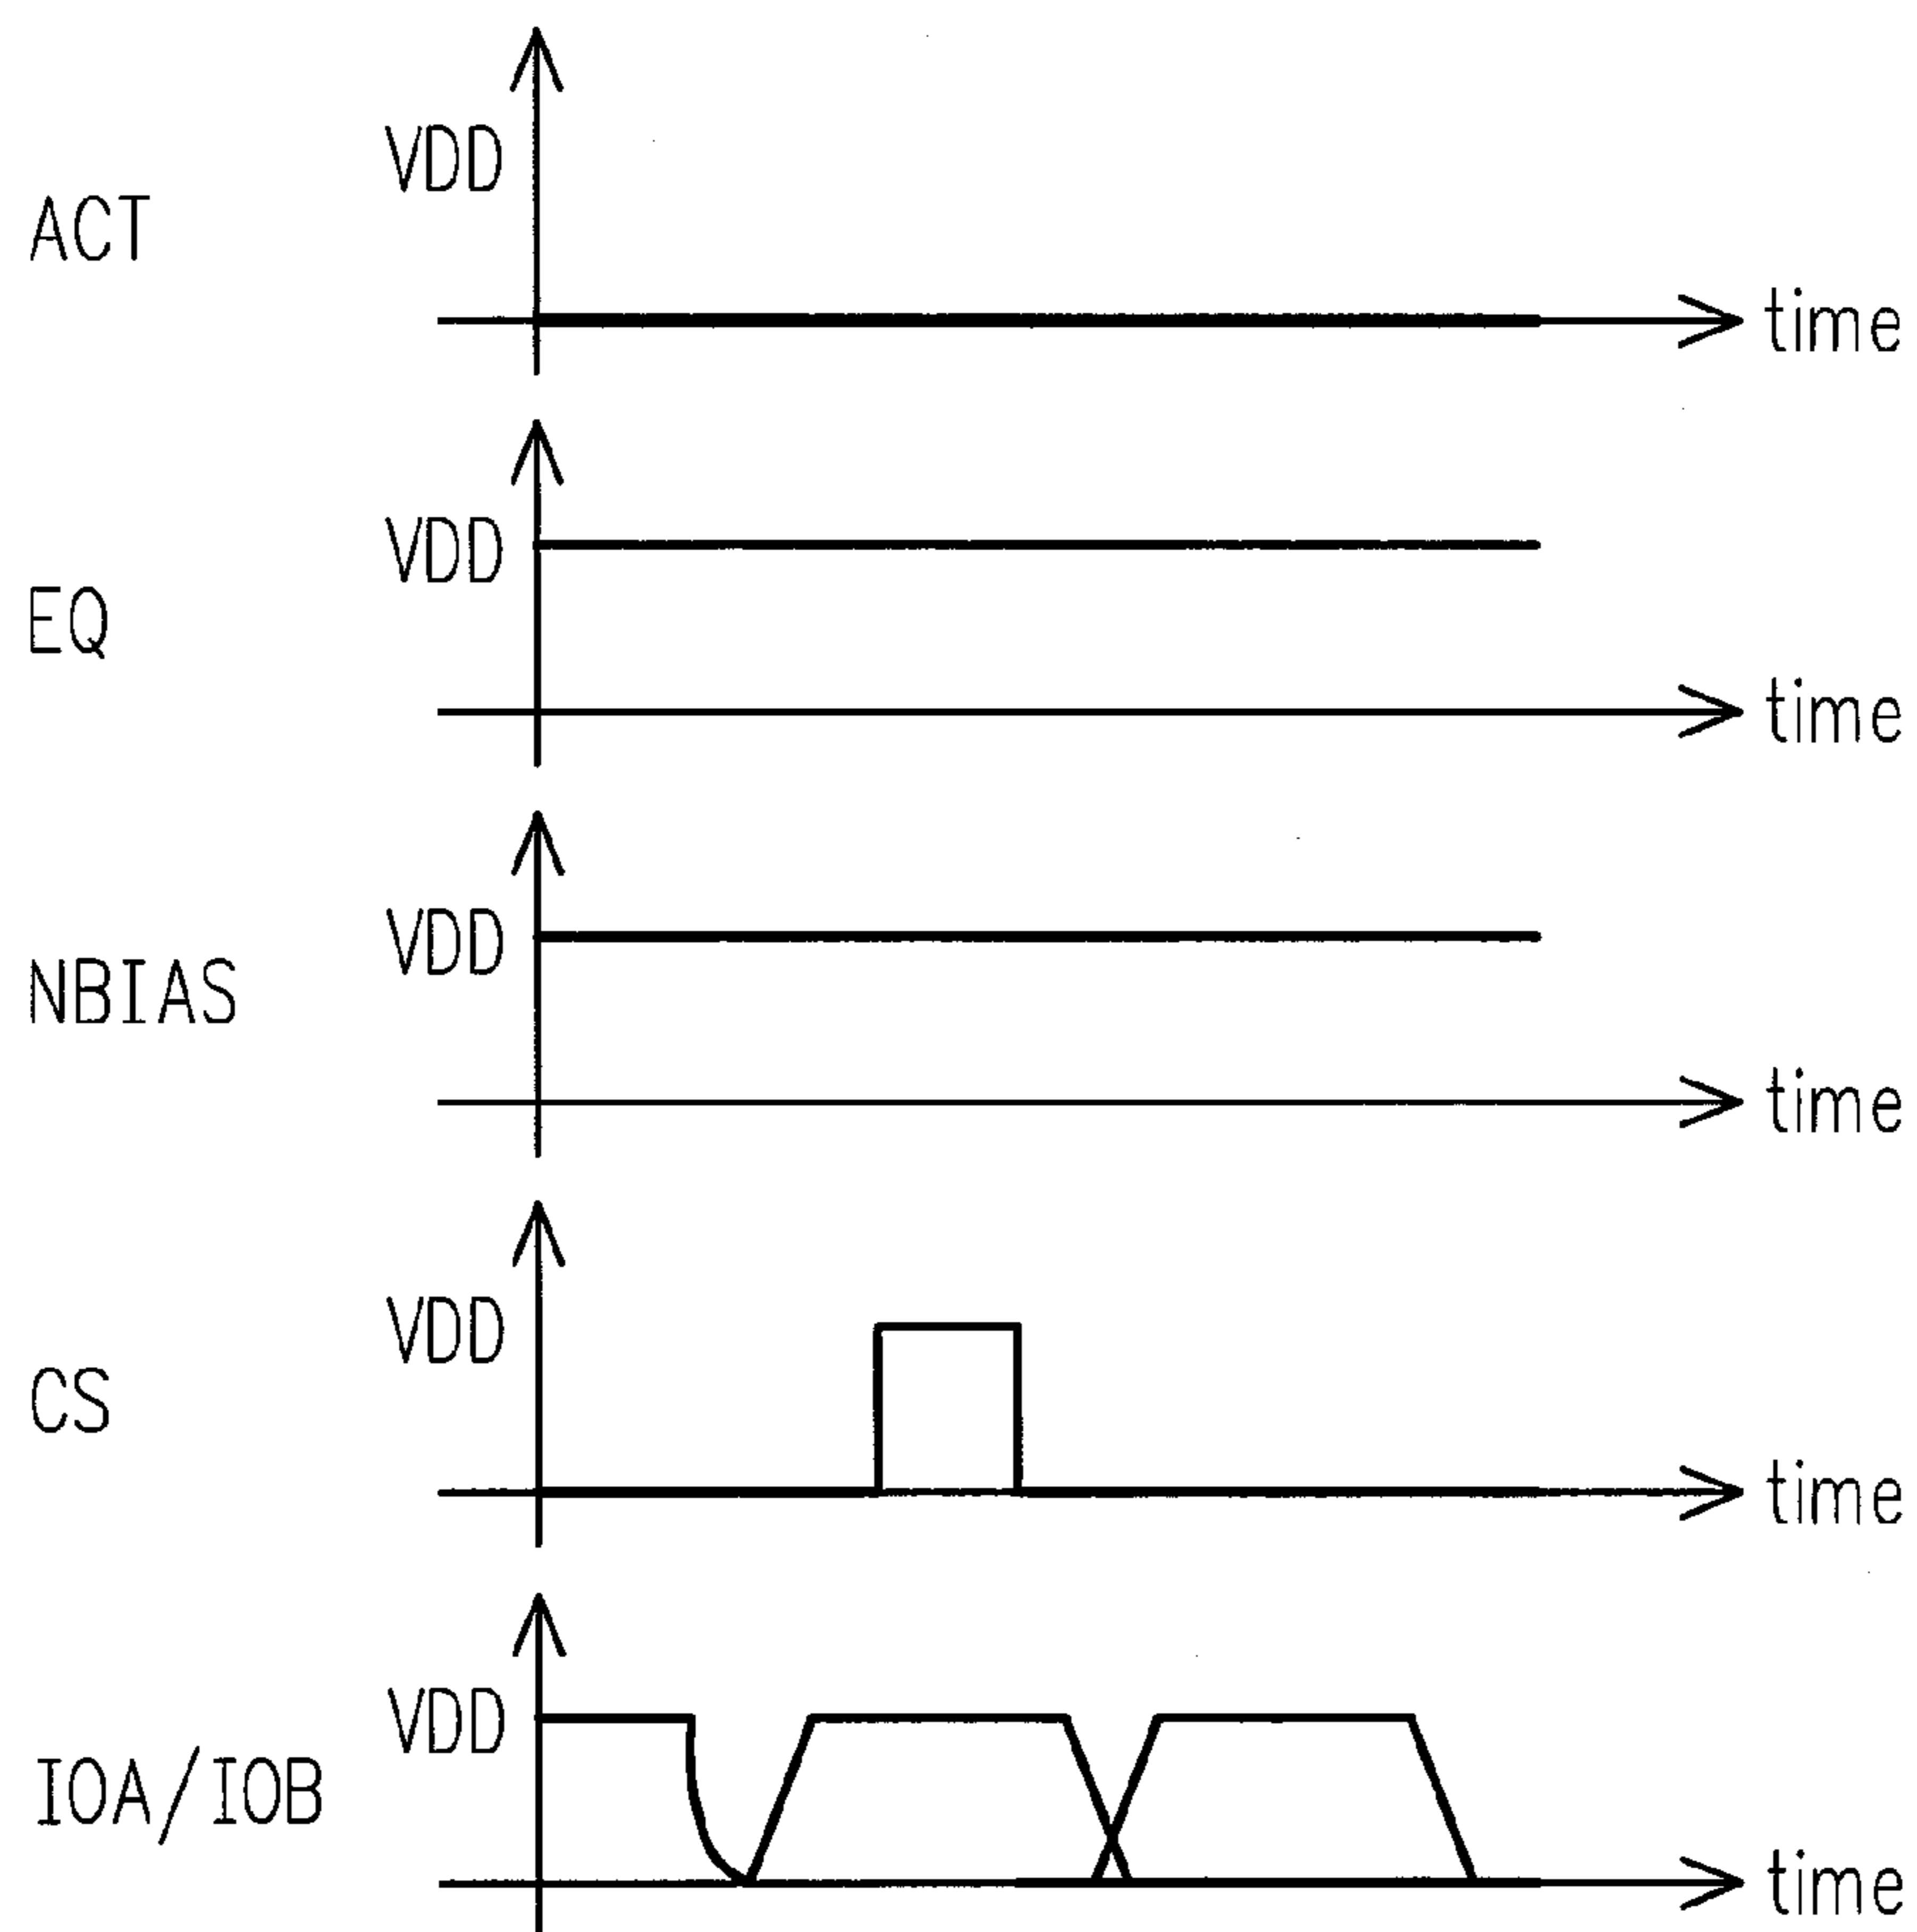 VDD
ACT
time
VDD
EQ
time
VDD
NBIAS
time
VDD
CS
time
VDD
IOA/IOB
time